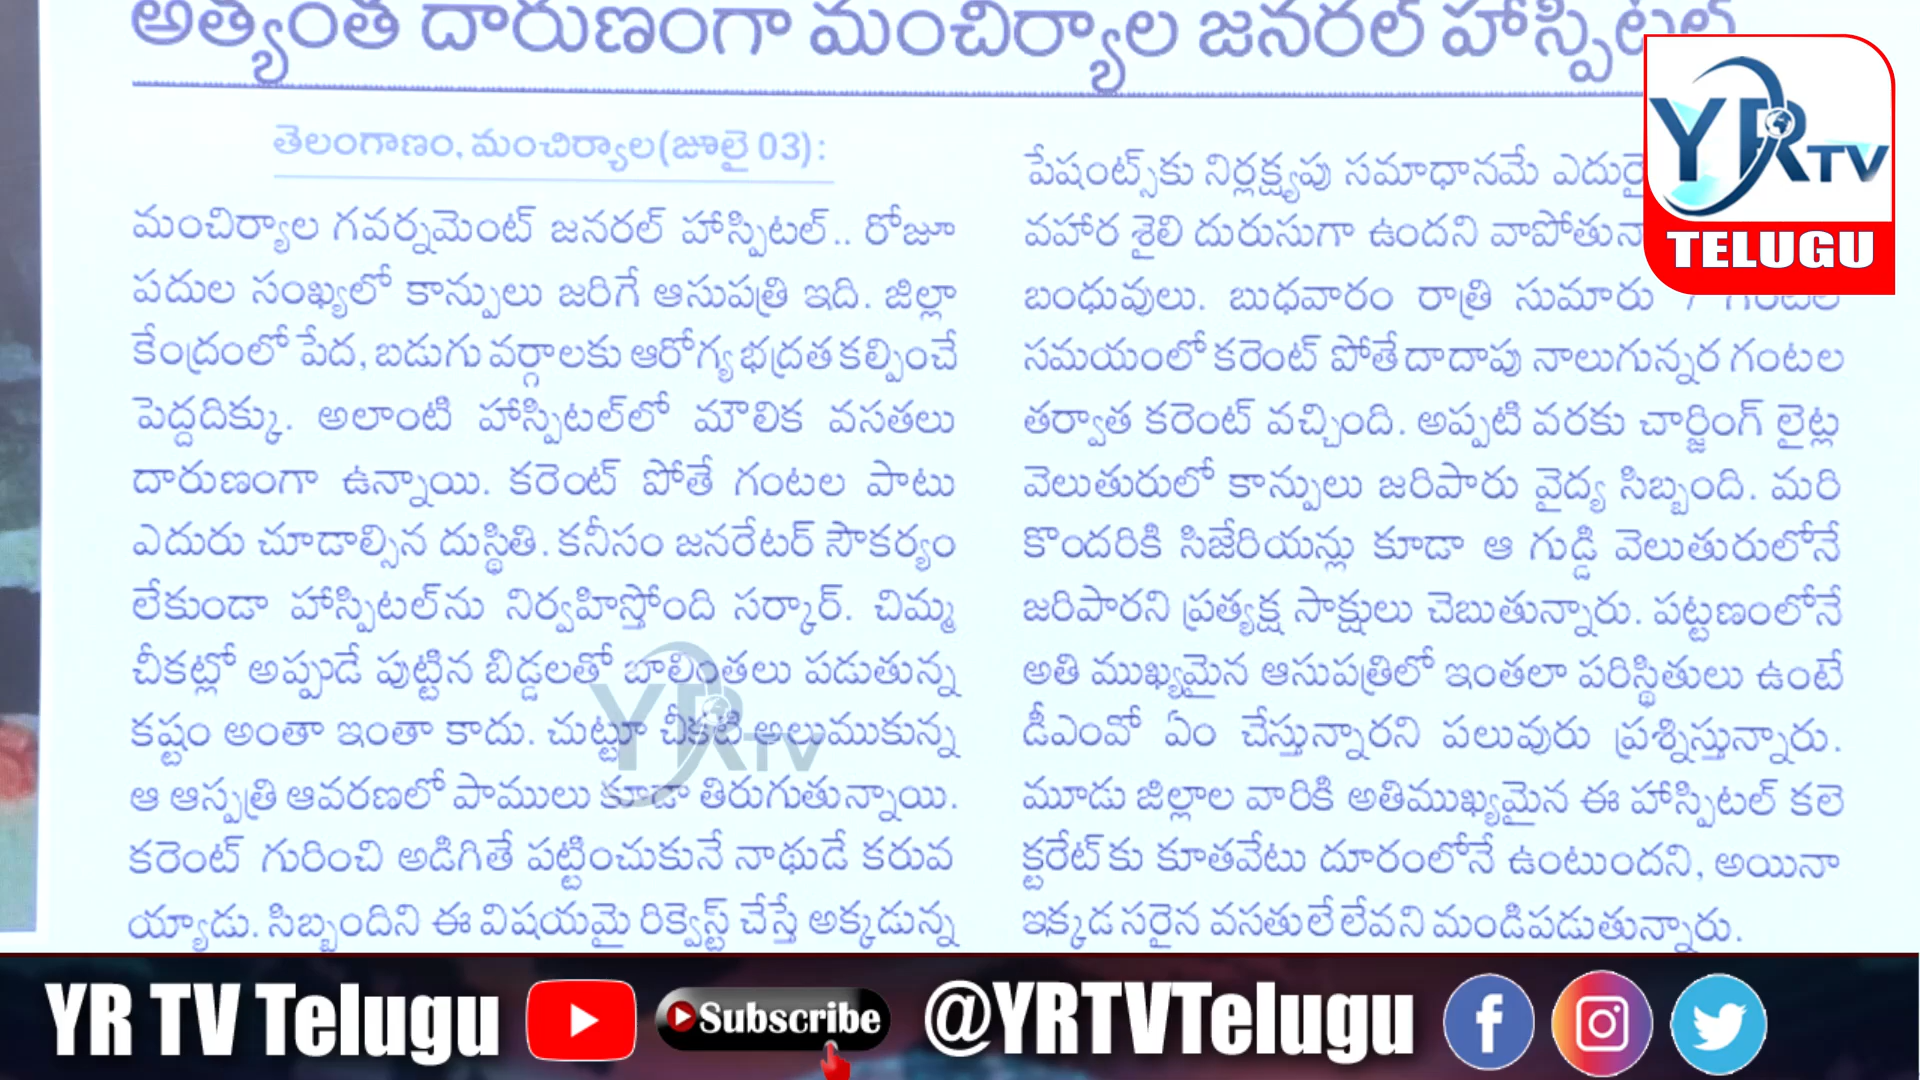 అత్యంత దారుణంగా మంచిర్యాల జనరల్ హాస్పిటల్
తెలంగాణం, మంచిర్యాల(జూలై 03):
మంచిర్యాల గవర్నమెంట్ జనరల్ హాస్పిటల్.. రోజూ
పదుల సంఖ్యలో కాన్పులు జరిగే ఆసుపత్రి ఇది. జిల్లా
కేంద్రంలో పేద, బడుగు వర్గాలకు ఆరోగ్య భద్రత కల్పించే
పెద్దదిక్కు. అలాంటి హాస్పిటల్‌లో మౌలిక వసతలు
దారుణంగా ఉన్నాయి. కరెంట్ పోతే గంటల పాటు
ఎదురు చూడాల్సిన దుస్థితి. కనీసం జనరేటర్ సౌకర్యం
లేకుండా హాస్పిటల్‌ను నిర్వహిస్తోంది సర్కార్. చిమ్మ
చీకట్లో అప్పుడే పుట్టిన బిడ్డలతో బాలింతలు పడుతున్న
కష్టం అంతా ఇంతా కాదు. చుట్టూ చీకటి అలుముకున్న
ఆ ఆస్పత్రి ఆవరణలో పాములు కూడా తిరుగుతున్నాయి.
కరెంట్ గురించి అడిగితే పట్టించుకునే నాథుడే కరువ
య్యాడు. సిబ్బందిని ఈ విషయమై రిక్వెస్ట్ చేస్తే అక్కడున్న
పేషంట్స్‌కు నిర్లక్ష్యపు సమాధానమే
వహార శైలి దురుసుగా ఉందని
బంధువులు. బుధవారం రాత్రి సుమారు 7 గంటల
సమయంలో కరెంట్ పోతే దాదాపు నాలుగున్నర గంటల
తర్వాత కరెంట్ వచ్చింది. అప్పటి వరకు చార్జింగ్ లైట్ల
వెలుతురులో కాన్పులు జరిపారు వైద్య సిబ్బంది. మరి
కొందరికి సిజేరియన్లు కూడా ఆ గుడ్డి వెలుతురులోనే
జరిపారని ప్రత్యక్ష సాక్షులు చెబుతున్నారు. పట్టణంలోనే
అతి ముఖ్యమైన ఆసుపత్రిలో ఇంతలా పరిస్థితులు ఉంటే
డీఎంవో ఏం చేస్తున్నారని పలువురు ప్రశ్నిస్తున్నారు.
మూడు జిల్లాల వారికి అతిముఖ్యమైన ఈ హాస్పిటల్ కలె
క్టరేట్ కు కూతవేటు దూరంలోనే ఉంటుందని, అయినా
ఇక్కడ సరైన వసతులే లేవని మండిపడుతున్నారు.
YR TV
TELUGU
YR TV
YR TV Telugu Subscribe @YRTVTelugu